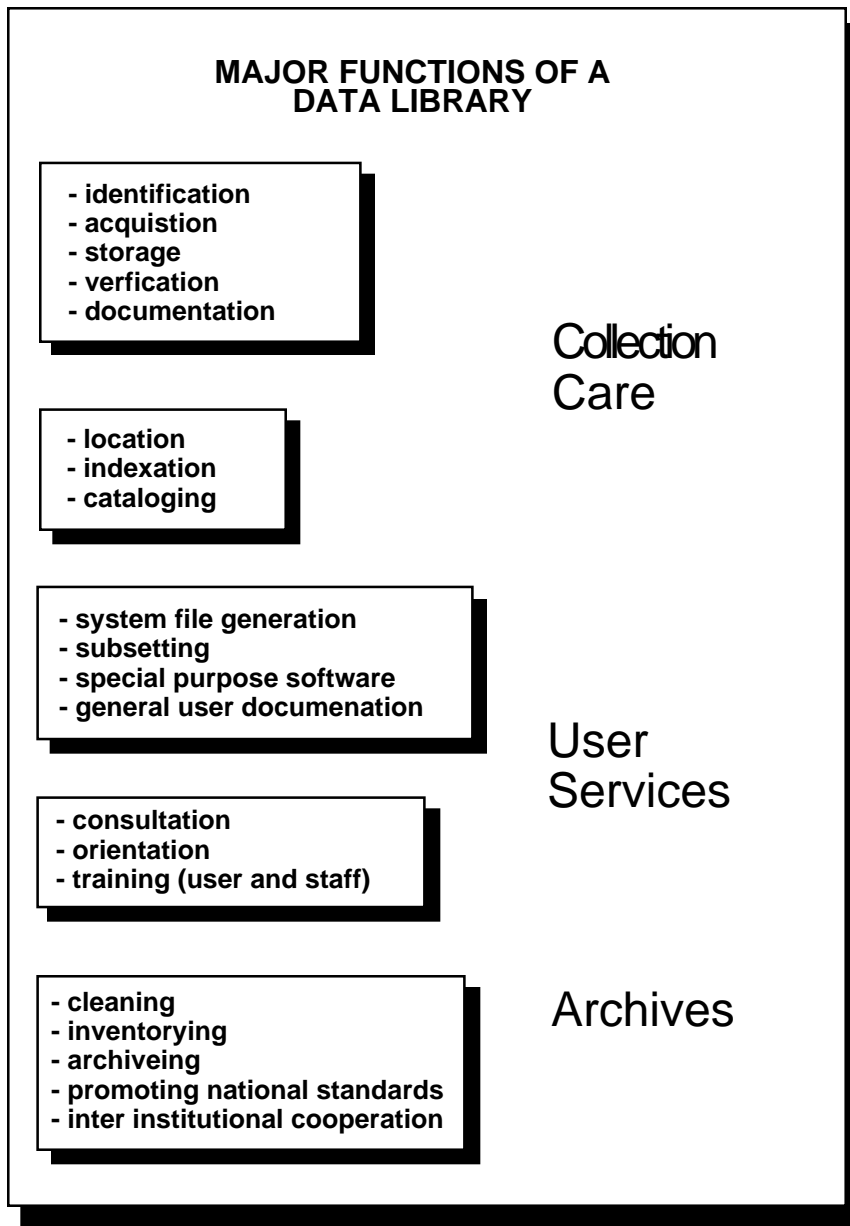 MAJOR FUNCTIONS OF A
DATA LIBRARY
- identification
- acquistion
- storage
- verfication
- documentation
Collection
Care
- location
- indexation
- cataloging
- system file generation
- subsetting
- special purpose software
- general user documenation
User
Services
- consultation
- orientation
- training (user and staff)
- cleaning
- inventorying
- archiveing
- promoting national standards
- inter institutional cooperation
Archives